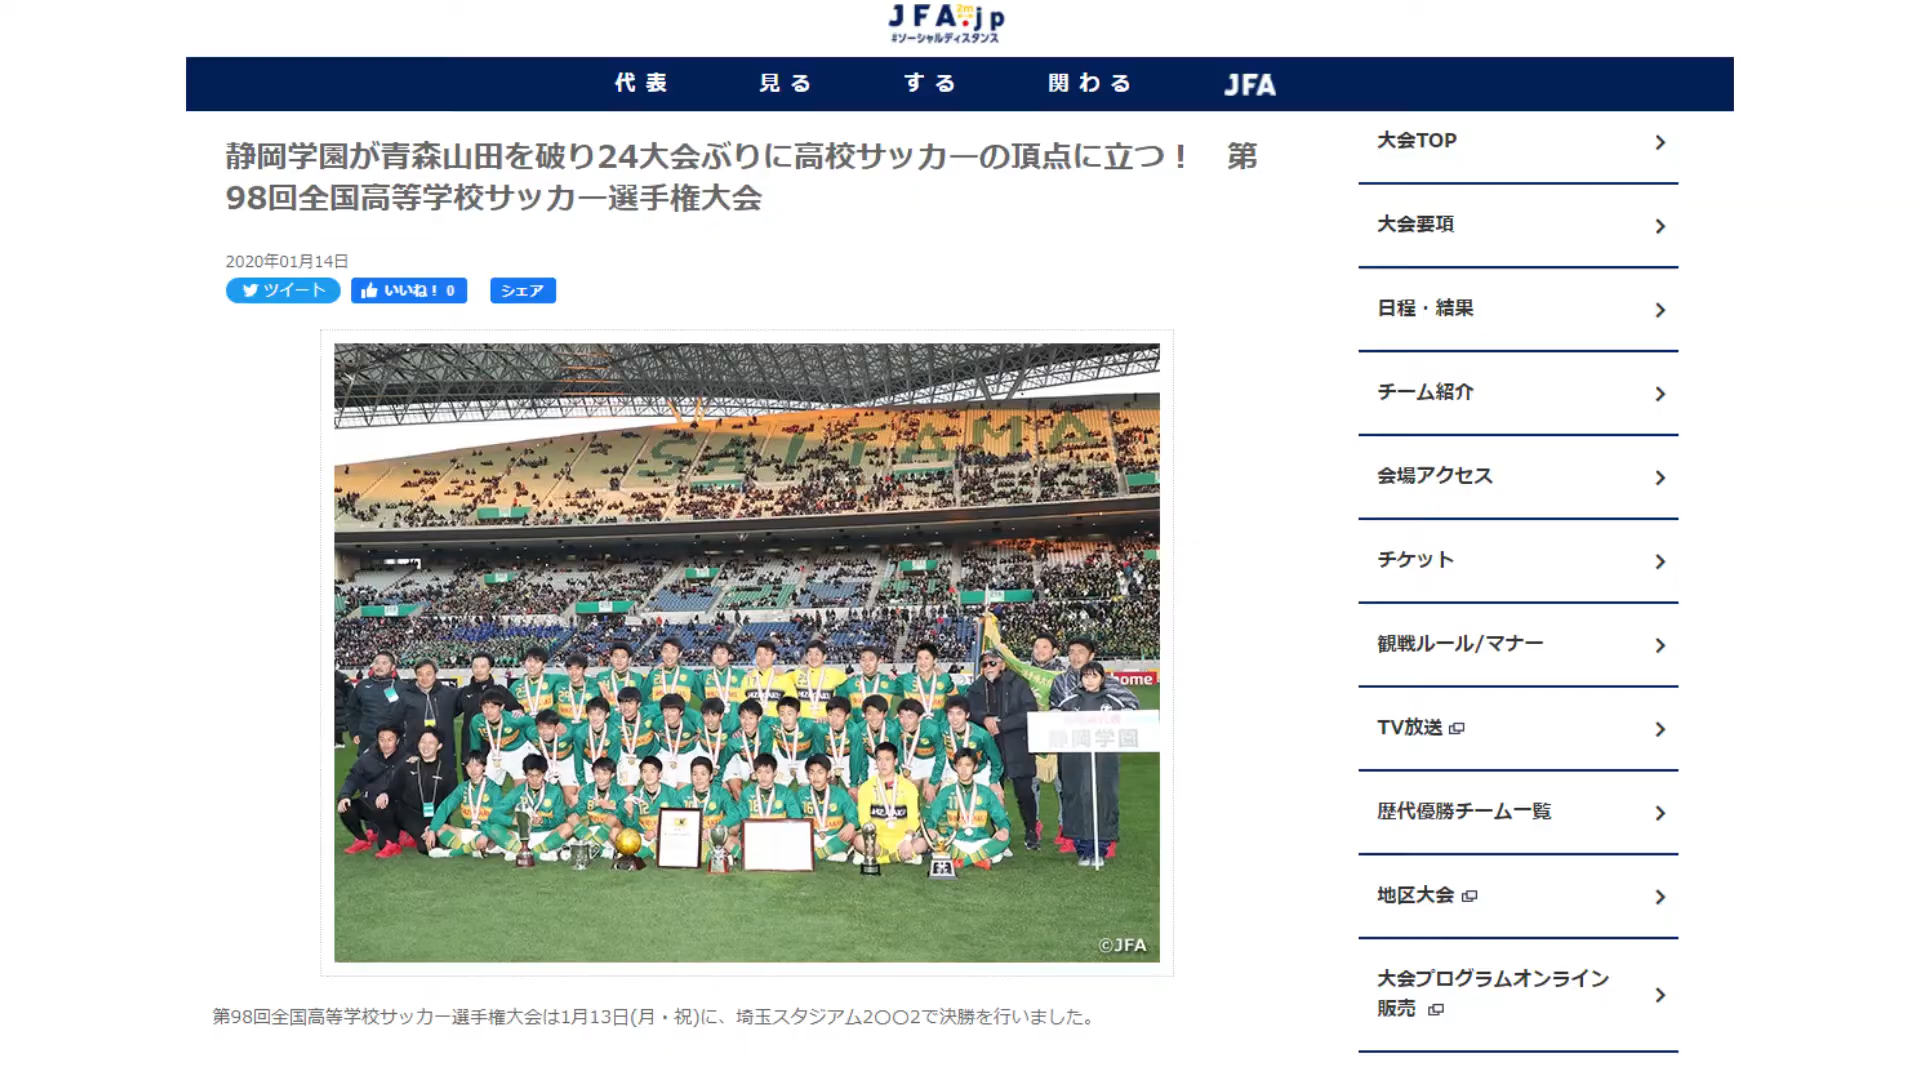 JFA.jp
2m
#ソーシャルディスタンス
代表 見る する 関わる JFA
静岡学園が青森山田を破り24大会ぶりに高校サッカーの頂点に立つ！ 第
98回全国高等学校サッカー選手権大会
2020年01月14日
ツイート いいね！ 0 シェア
SAITAMA
home
静岡学園
©JFA
第98回全国高等学校サッカー選手権大会は1月13日(月・祝)に、埼玉スタジアム2〇〇2で決勝を行いました。
大会TOP
大会要項
日程・結果
チーム紹介
会場アクセス
チケット
観戦ルール/マナー
TV放送
歴代優勝チーム一覧
地区大会
大会プログラムオンライン
販売